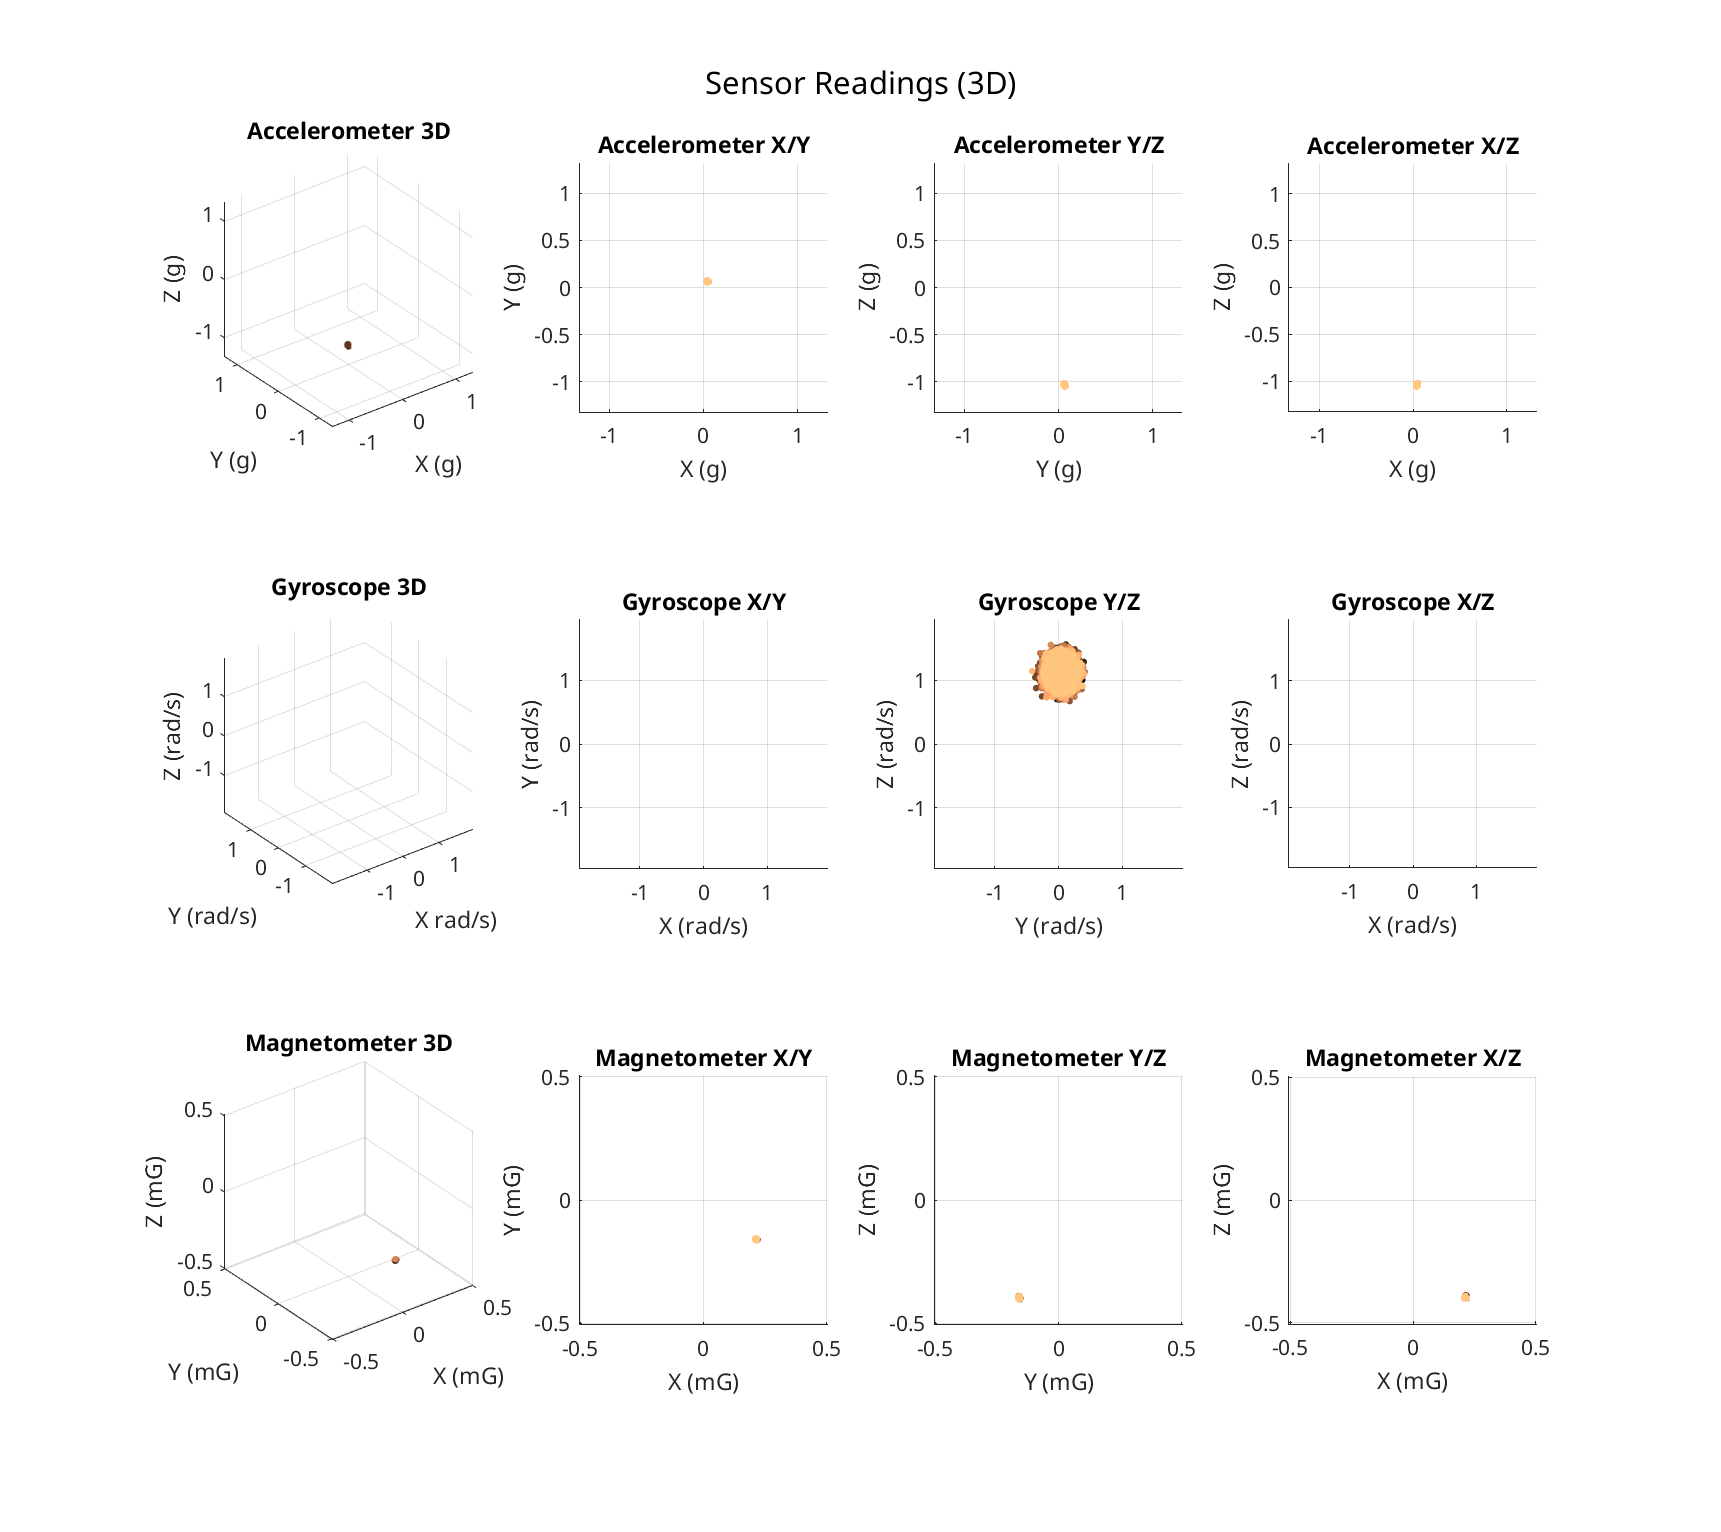 Sensor Readings (3D)
Accelerometer 3D
1
0
-1
Z (g)
1
0
-1
Y (g)
-1
0
1
X (g)
Accelerometer X/Y
1
0.5
0
-0.5
-1
Y (g)
-1
0
1
X (g)
Accelerometer Y/Z
1
0.5
0
-0.5
-1
Z (g)
-1
0
1
Y (g)
Accelerometer X/Z
1
0.5
0
-0.5
-1
Z (g)
-1
0
1
X (g)
Gyroscope 3D
1
0
-1
Z (rad/s)
1
0
-1
Y (rad/s)
-1
0
1
X rad/s)
Gyroscope X/Y
1
0
-1
Y (rad/s)
-1
0
1
X (rad/s)
Gyroscope Y/Z
1
0
-1
Z (rad/s)
-1
0
1
Y (rad/s)
Gyroscope X/Z
1
0
-1
Z (rad/s)
-1
0
1
X (rad/s)
Magnetometer 3D
0.5
0
-0.5
Z (mG)
0.5
0
-0.5
Y (mG)
-0.5
0
0.5
X (mG)
Magnetometer X/Y
0.5
0
-0.5
Y (mG)
-0.5
0
0.5
X (mG)
Magnetometer Y/Z
0.5
0
-0.5
Z (mG)
-0.5
0
0.5
Y (mG)
Magnetometer X/Z
0.5
0
-0.5
Z (mG)
-0.5
0
0.5
X (mG)